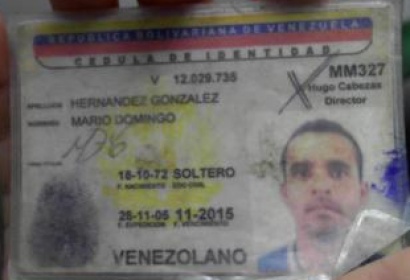 REPUBLICA BOLIVARIANA DE VENEZUELA
CEDULA DE IDENTIDAD
V 12.029.735
MM327
Hugo Cabezas
Director
APELLIDOS HERNANDEZ GONZALEZ
NOMBRES MARIO DOMINGO
18-10-72 SOLTERO
F. NACIMIENTO EDO CIVIL
26-11-05 11-2015
F. EXPEDICION F. VENCIMIENTO
VENEZOLANO